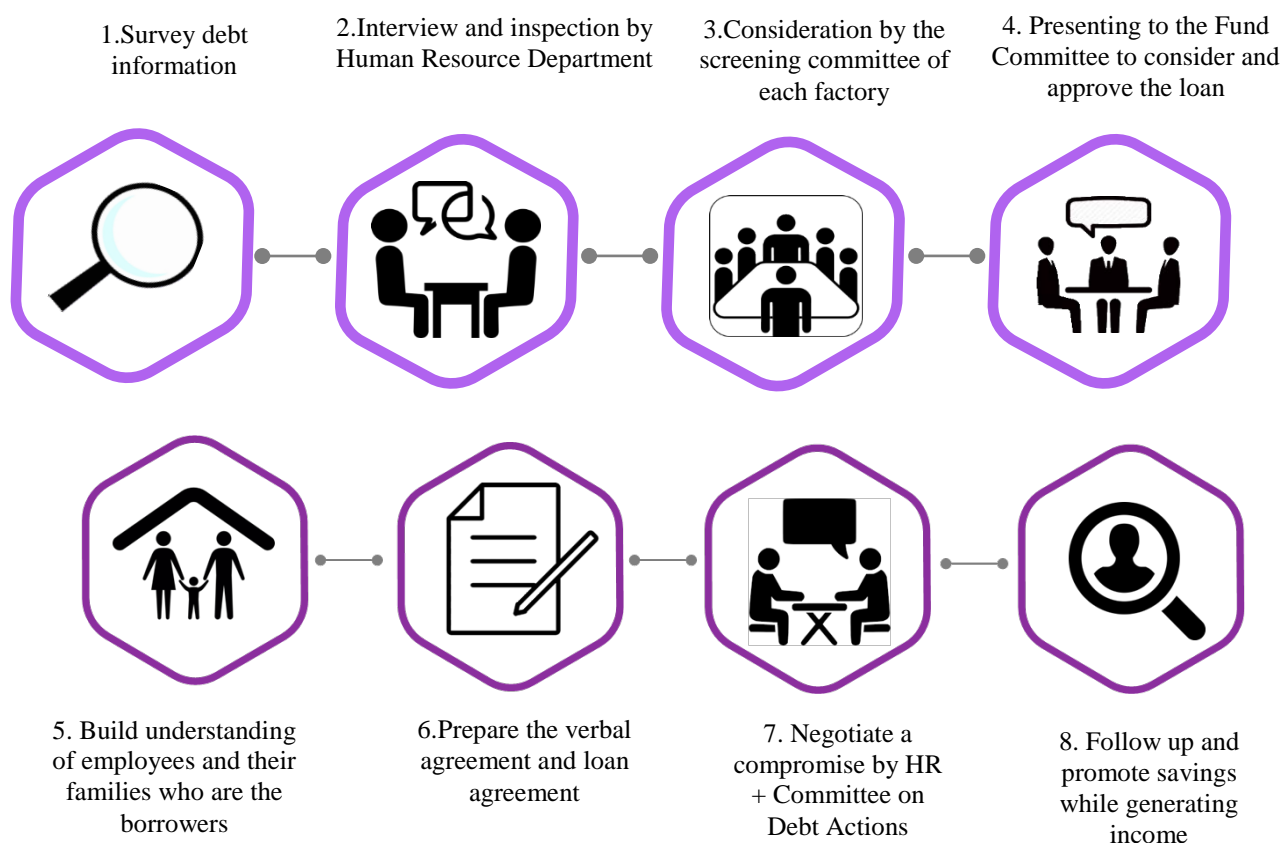 1.Survey debt
information
2.Interview and inspection by
Human Resource Department
3.Consideration by the
screening committee of
each factory
4. Presenting to the Fund
Committee to consider and
approve the loan
5. Build understanding
of employees and their
families who are the
borrowers
6.Prepare the verbal
agreement and loan
agreement
7. Negotiate a
compromise by HR
+ Committee on
Debt Actions
8. Follow up and
promote savings
while generating
income